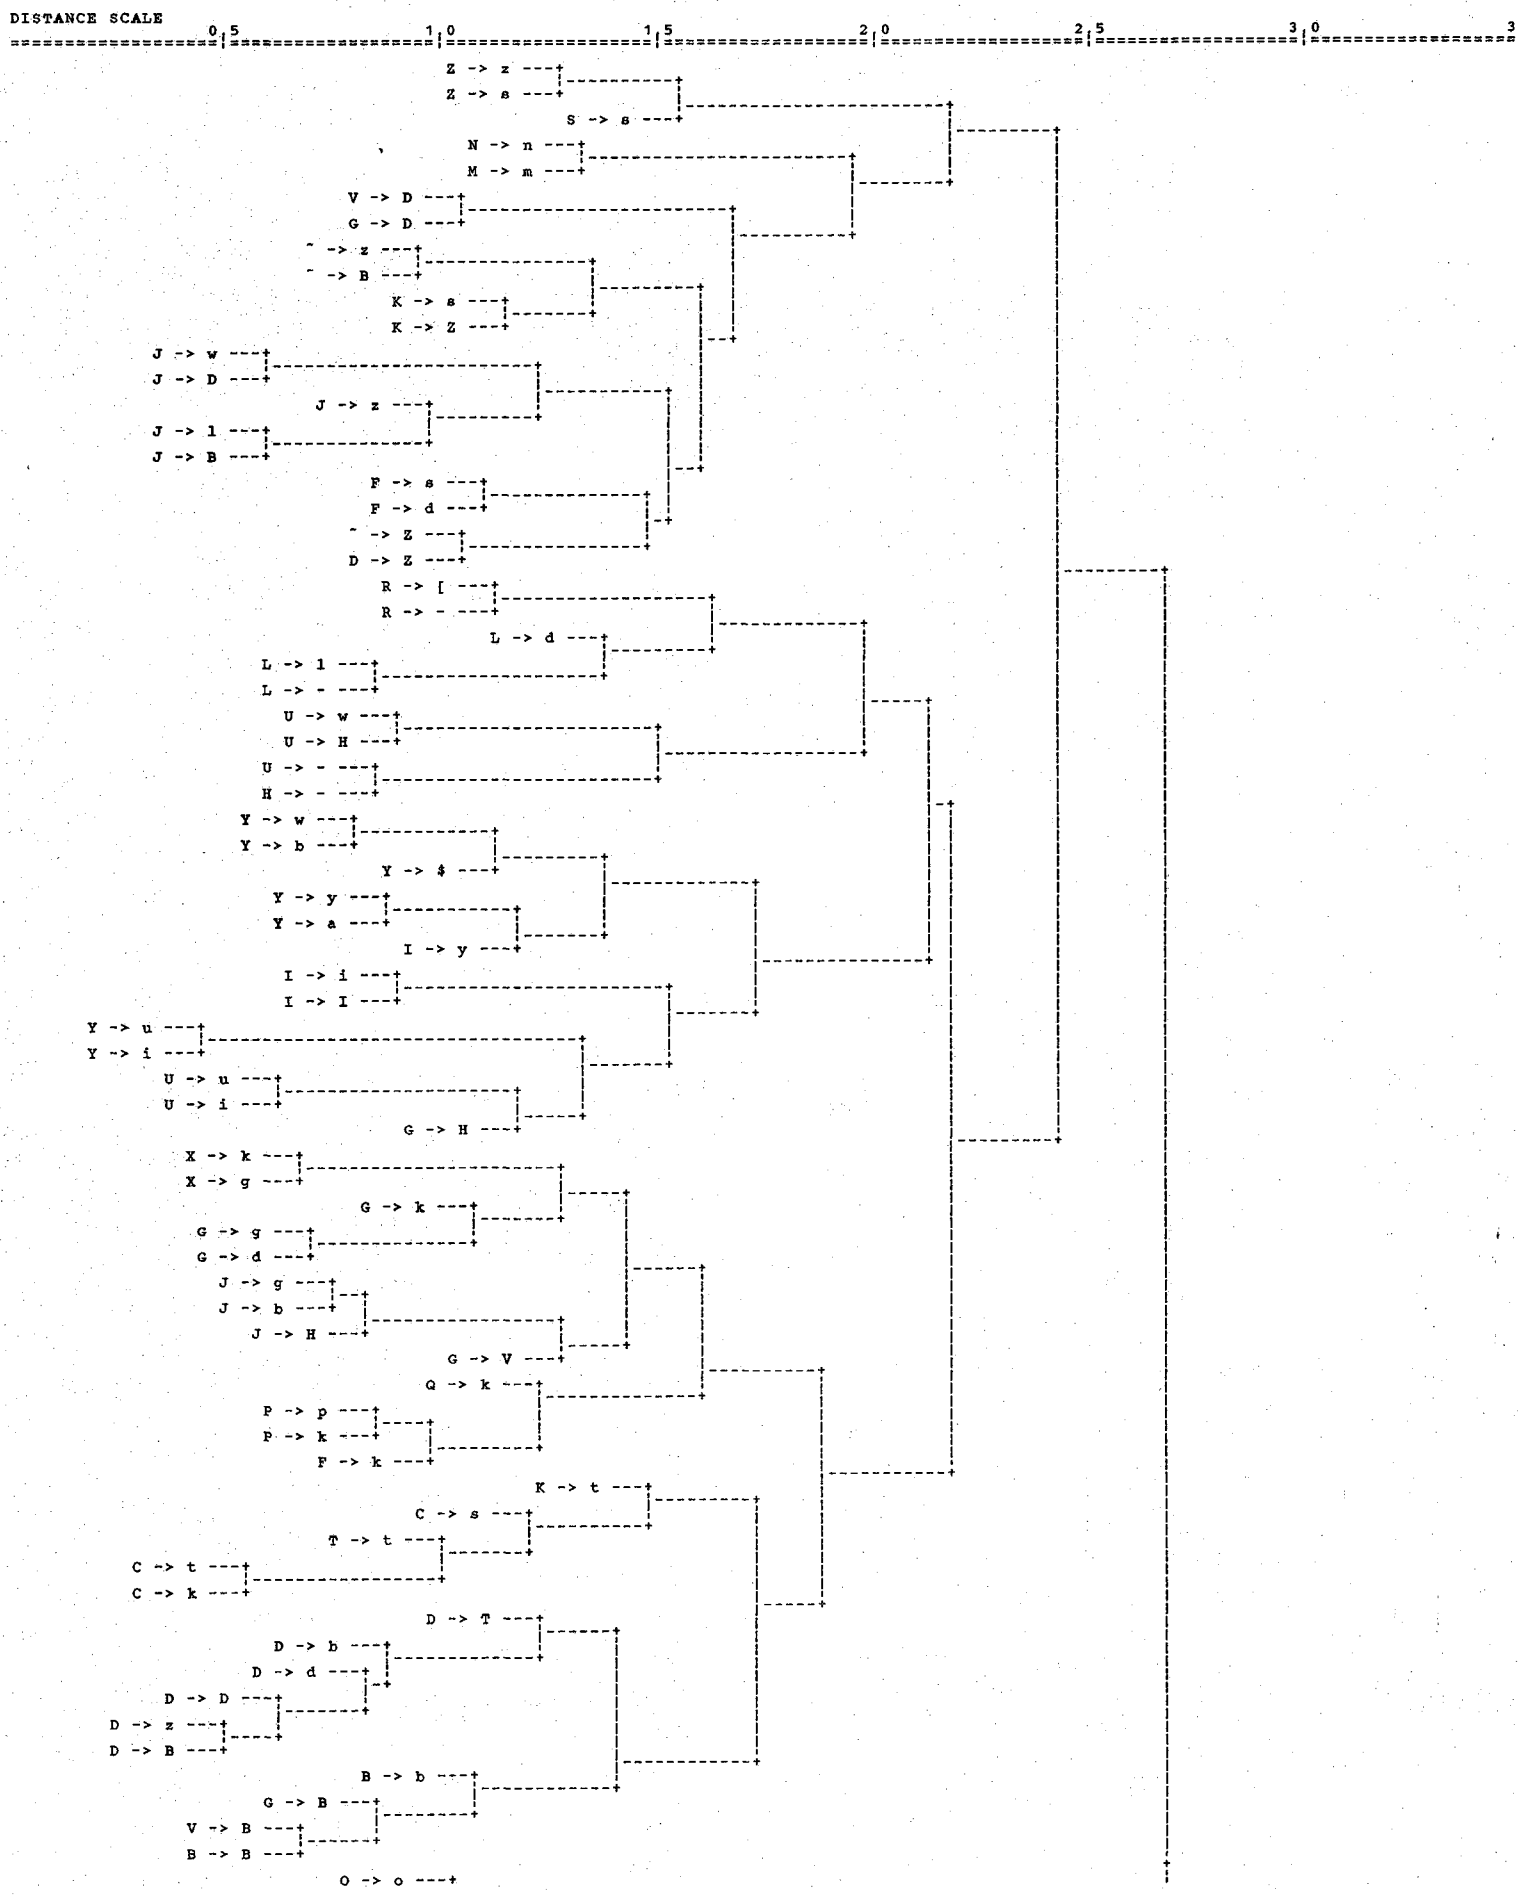 DISTANCE SCALE
0¦5 1¦0 1¦5 2¦0 2¦5 3¦0 3
Z -> z
Z -> s
S -> s
N -> n
M -> m
V -> D
G -> D
~ -> z
~ -> B
K -> s
K -> Z
J -> w
J -> D
J -> z
J -> l
J -> B
F -> s
F -> d
~ -> Z
D -> Z
R -> [
R -> -
L -> d
L -> l
L -> -
U -> w
U -> H
U -> -
H -> -
Y -> w
Y -> b
Y -> $
Y -> y
Y -> a
I -> y
I -> i
I -> I
Y -> u
Y -> i
U -> u
U -> i
G -> H
X -> k
X -> g
G -> k
G -> g
G -> d
J -> g
J -> b
J -> H
G -> V
Q -> k
P -> p
P -> k
F -> k
K -> t
C -> s
T -> t
C -> t
C -> k
D -> T
D -> b
D -> d
D -> D
D -> z
D -> B
B -> b
G -> B
V -> B
B -> B
O -> o